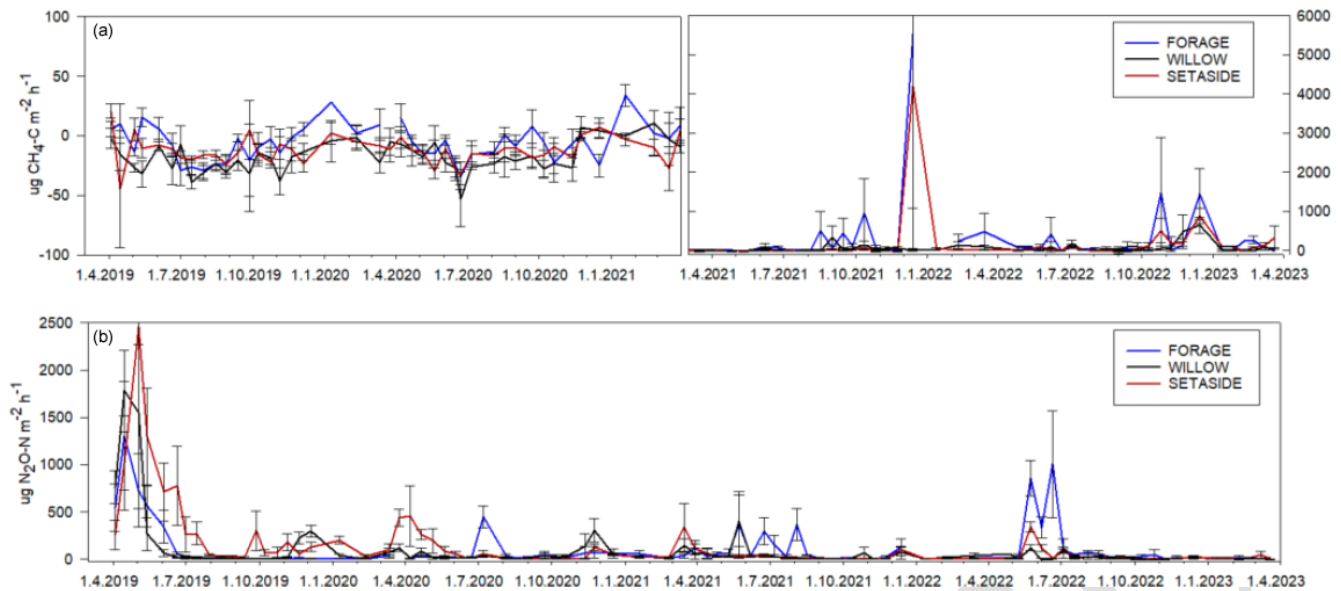 (a)
ug CH4-C m-2 h-1
100
50
0
-50
-100
1.4.2019 1.7.2019 1.10.2019 1.1.2020 1.4.2020 1.7.2020 1.10.2020 1.1.2021
FORAGE
WILLOW
SETASIDE
6000
5000
4000
3000
2000
1000
0
1.4.2021 1.7.2021 1.10.2021 1.1.2022 1.4.2022 1.7.2022 1.10.2022 1.1.2023 1.4.2023
(b)
ug N2O-N m-2 h-1
2500
2000
1500
1000
500
0
FORAGE
WILLOW
SETASIDE
1.4.2019 1.7.2019 1.10.2019 1.1.2020 1.4.2020 1.7.2020 1.10.2020 1.1.2021 1.4.2021 1.7.2021 1.10.2021 1.1.2022 1.4.2022 1.7.2022 1.10.2022 1.1.2023 1.4.2023